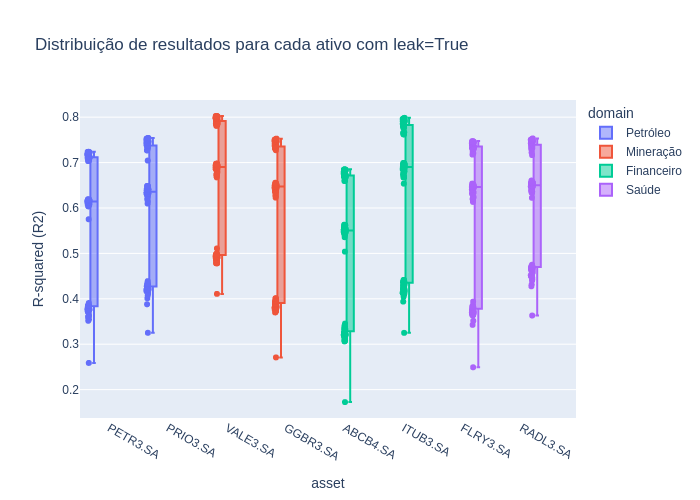 Distribuição de resultados para cada ativo com leak=True
domain
Petróleo
Mineração
Financeiro
Saúde
R-squared (R2)
0.8
0.7
0.6
0.5
0.4
0.3
0.2
PETR3.SA
PRIO3.SA
VALE3.SA
GGBR3.SA
ABCB4.SA
ITUB3.SA
FLRY3.SA
RADL3.SA
asset